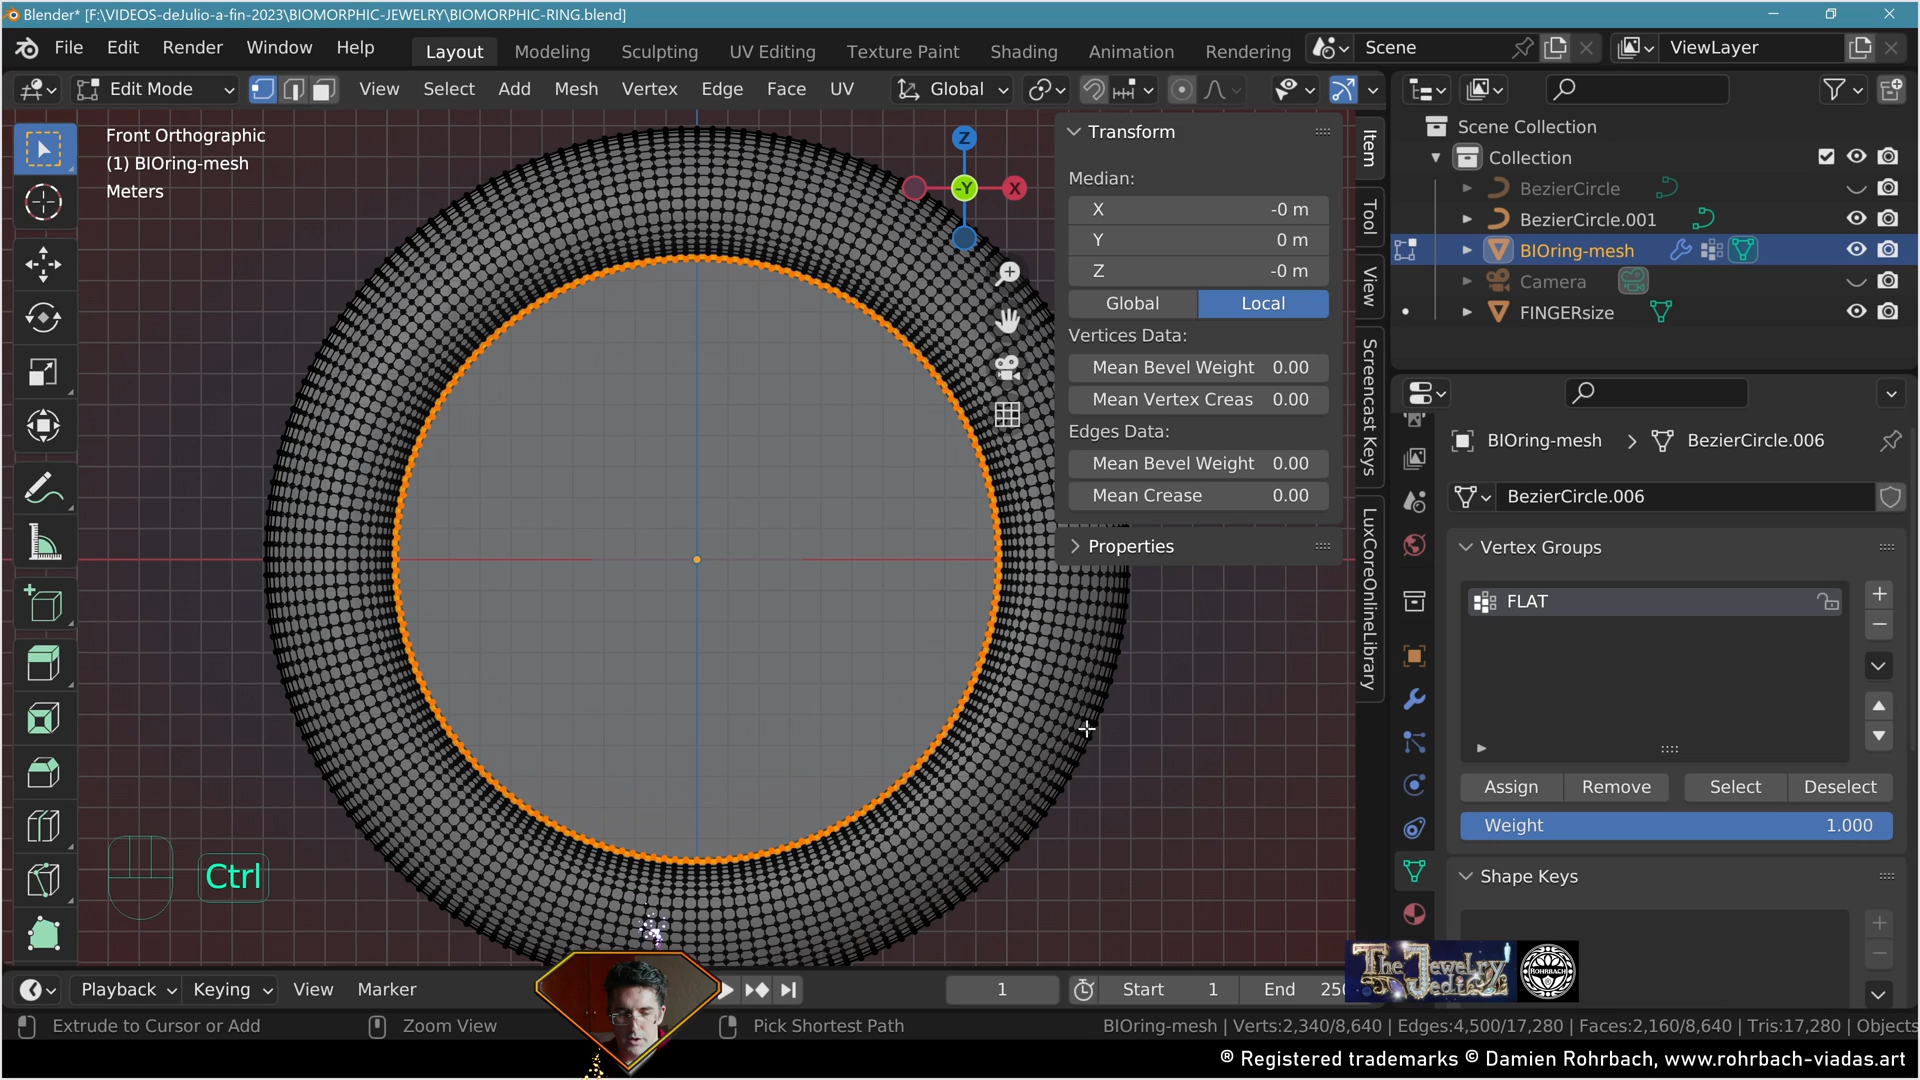 Blender* [F:\VIDEOS-deJulio-a-fin-2023\BIOMORPHIC-JEWELRY\BIOMORPHIC-RING.blend]
File Edit Render Window Help Layout Modeling Sculpting UV Editing Texture Paint Shading Animation Rendering Scene ViewLayer
Edit Mode View Select Add Mesh Vertex Edge Face UV Global
Front Orthographic
(1) BIOring-mesh
Meters
Z
-Y
X
Transform
Median:
X -0 m
Y 0 m
Z -0 m
Global Local
Vertices Data:
Mean Bevel Weight 0.00
Mean Vertex Creas 0.00
Edges Data:
Mean Bevel Weight 0.00
Mean Crease 0.00
Properties
Item
Tool
View
Screencast Keys
LuxCoreOnlineLibrary
Scene Collection
Collection
BezierCircle
BezierCircle.001
BIOring-mesh
Camera
FINGERsize
BIOring-mesh > BezierCircle.006
BezierCircle.006
Vertex Groups
FLAT
Assign Remove Select Deselect
Weight 1.000
Shape Keys
Ctrl
The Jewelry Jedi
ROHRBACH
Playback Keying View Marker 1 Start 1 End 250
Extrude to Cursor or Add Zoom View Pick Shortest Path BIOring-mesh | Verts:2,340/8,640 | Edges:4,500/17,280 | Faces:2,160/8,640 | Tris:17,280 | Objects
® Registered trademarks © Damien Rohrbach, www.rohrbach-viadas.art